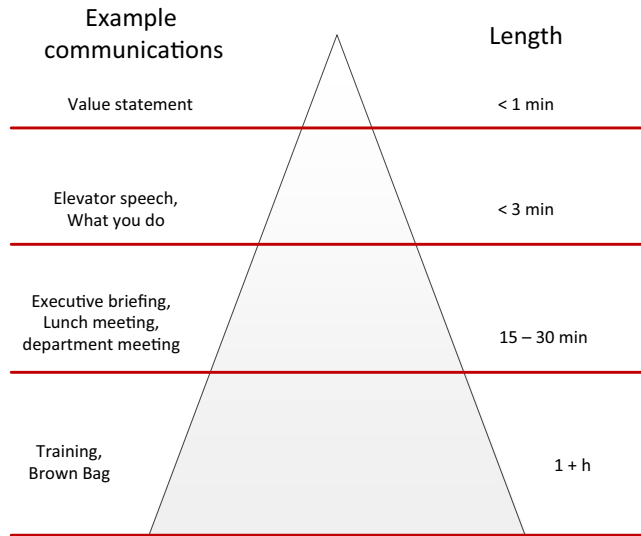 Example
communications
Length
Value statement
< 1 min
Elevator speech,
What you do
< 3 min
Executive briefing,
Lunch meeting,
department meeting
15 – 30 min
Training,
Brown Bag
1 + h